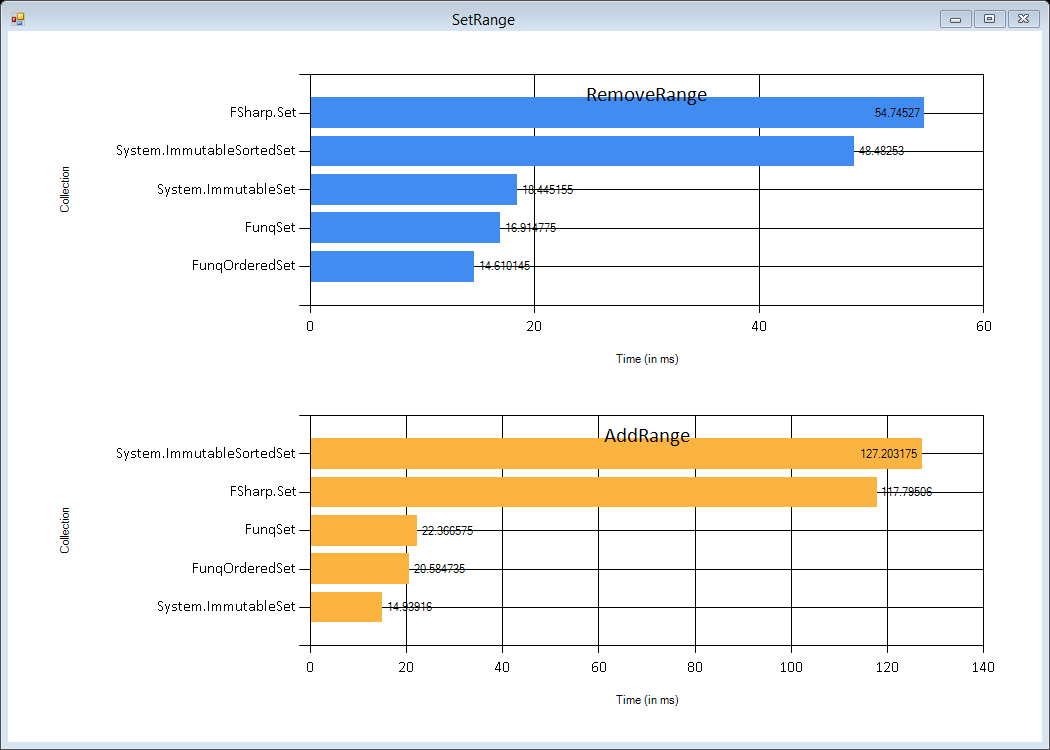 SetRange
RemoveRange
FSharp.Set 54.74527
System.ImmutableSortedSet 48.48253
System.ImmutableSet 18.445155
FunqSet 16.914775
FunqOrderedSet 14.610145
Collection
0 20 40 60
Time (in ms)
AddRange
System.ImmutableSortedSet 127.203175
FSharp.Set 117.79506
FunqSet 22.366575
FunqOrderedSet 20.584735
System.ImmutableSet 14.93916
Collection
0 20 40 60 80 100 120 140
Time (in ms)